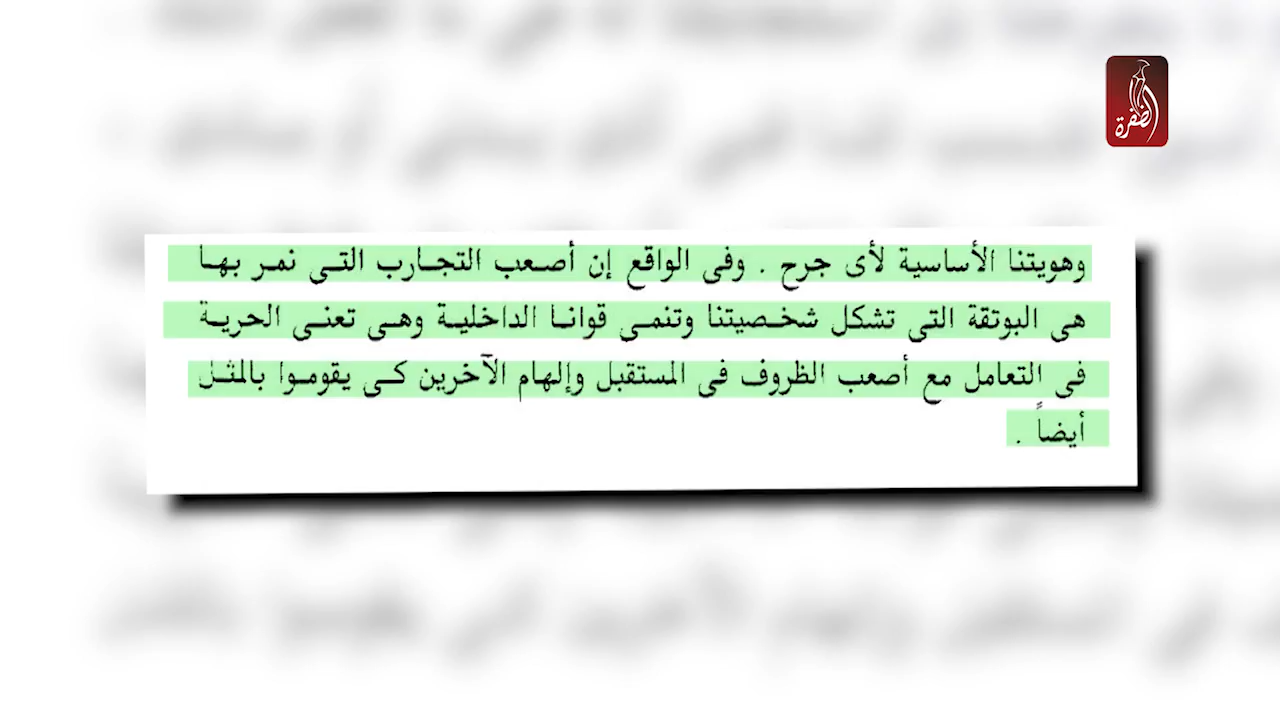 الظفرة
وهويتنا الأساسية لأى جرح . وفى الواقع إن أصعب التجارب التى نمر بها
هى البوتقة التى تشكل شخصيتنا وتنمى قوانا الداخلية وهى تعنى الحرية
فى التعامل مع أصعب الظروف فى المستقبل وإلهام الآخرين كى يقوموا بالمثل
أيضاً .